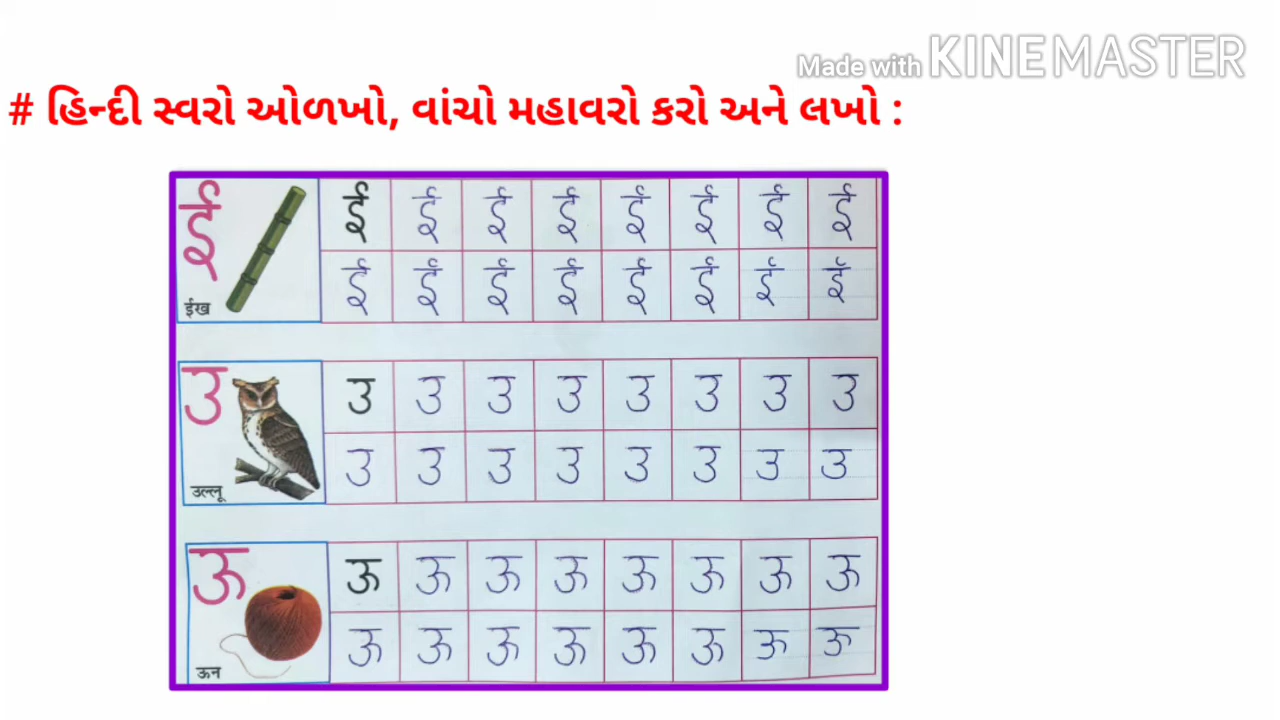 Made with KINEMASTER
# હિન્દી સ્વરો ઓળખો, વાંચો મહાવરો કરો અને લખો :
ई ई ई ई ई ई ई ई ई
ई ई ई ई ई ई ई ई
ईख
उ उ उ उ उ उ उ उ उ
उ उ उ उ उ उ उ उ
उल्लू
ऊ ऊ ऊ ऊ ऊ ऊ ऊ ऊ ऊ
ऊ ऊ ऊ ऊ ऊ ऊ ऊ ऊ
ऊन